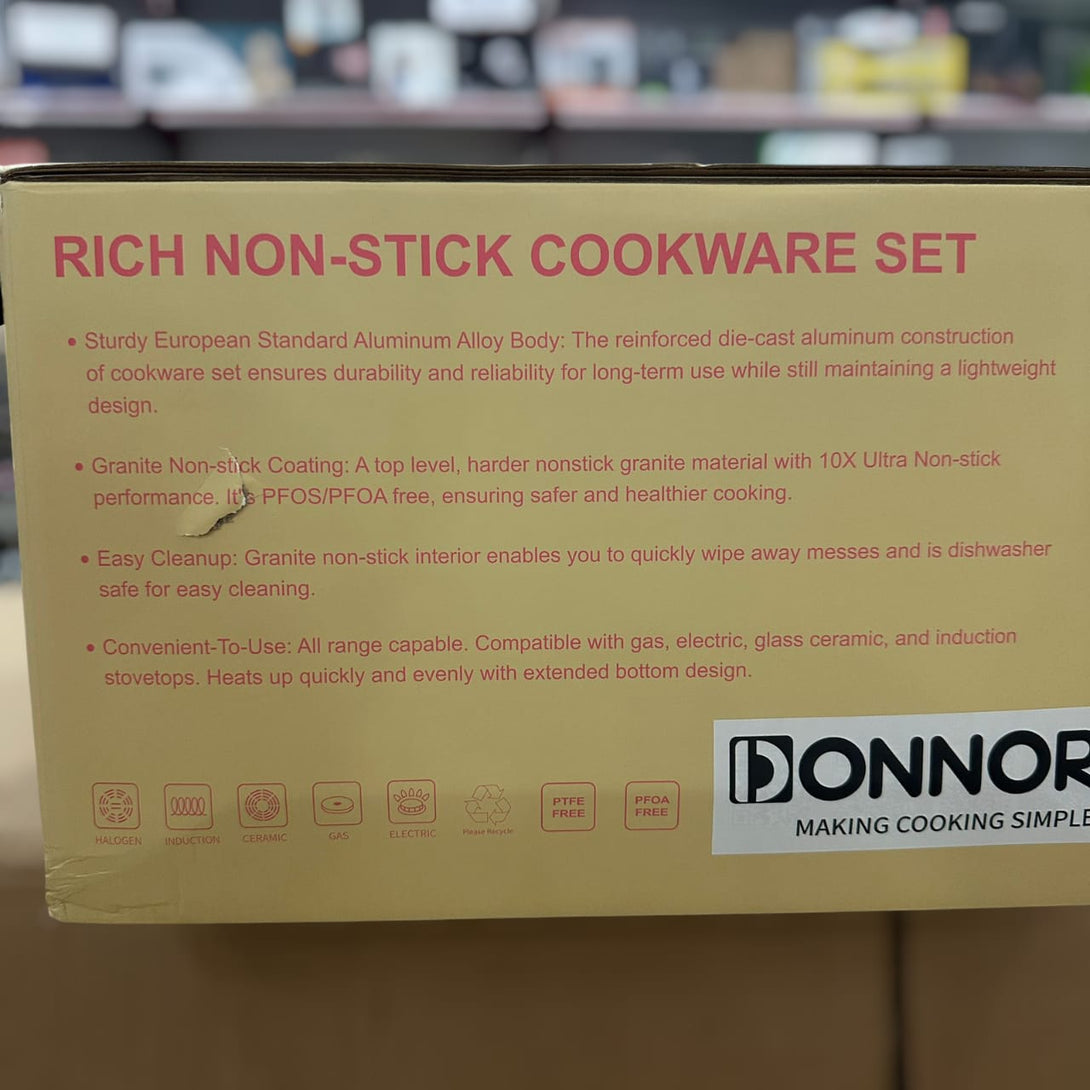 RICH NON-STICK COOKWARE SET
• Sturdy European Standard Aluminum Alloy Body: The reinforced die-cast aluminum construction
of cookware set ensures durability and reliability for long-term use while still maintaining a lightweight
design.
• Granite Non-stick Coating: A top level, harder nonstick granite material with 10X Ultra Non-stick
performance. It's PFOS/PFOA free, ensuring safer and healthier cooking.
• Easy Cleanup: Granite non-stick interior enables you to quickly wipe away messes and is dishwasher
safe for easy cleaning.
• Convenient-To-Use: All range capable. Compatible with gas, electric, glass ceramic, and induction
stovetops. Heats up quickly and evenly with extended bottom design.
HALOGEN
INDUCTION
CERAMIC
GAS
ELECTRIC
Please Recycle
PTFE
FREE
PFOA
FREE
DONNOR
MAKING COOKING SIMPLE